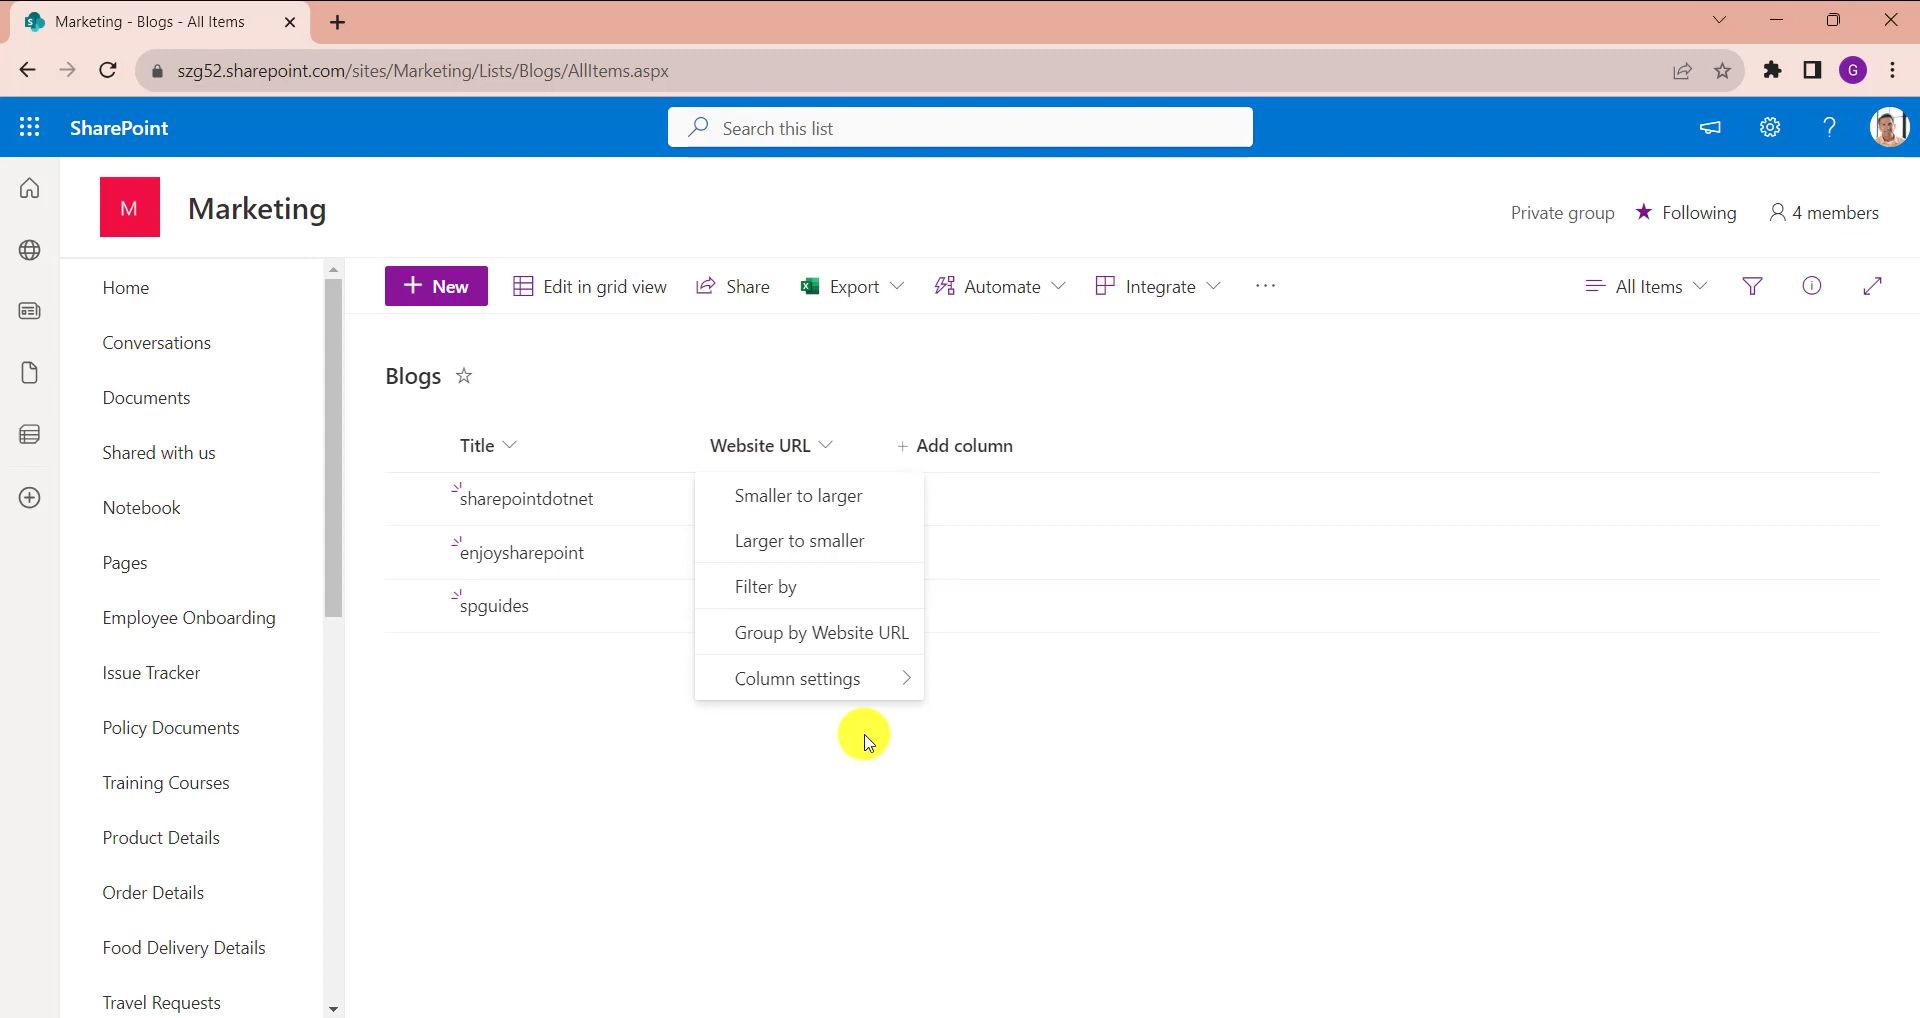 Marketing - Blogs - All Items
szg52.sharepoint.com/sites/Marketing/Lists/Blogs/AllItems.aspx
G
SharePoint
Search this list
M
Marketing
Private group
Following
4 members
Home
Conversations
Documents
Shared with us
Notebook
Pages
Employee Onboarding
Issue Tracker
Policy Documents
Training Courses
Product Details
Order Details
Food Delivery Details
Travel Requests
+ New
Edit in grid view
Share
Export
Automate
Integrate
...
All Items
Blogs
Title
Website URL
+ Add column
sharepointdotnet
enjoysharepoint
spguides
Smaller to larger
Larger to smaller
Filter by
Group by Website URL
Column settings